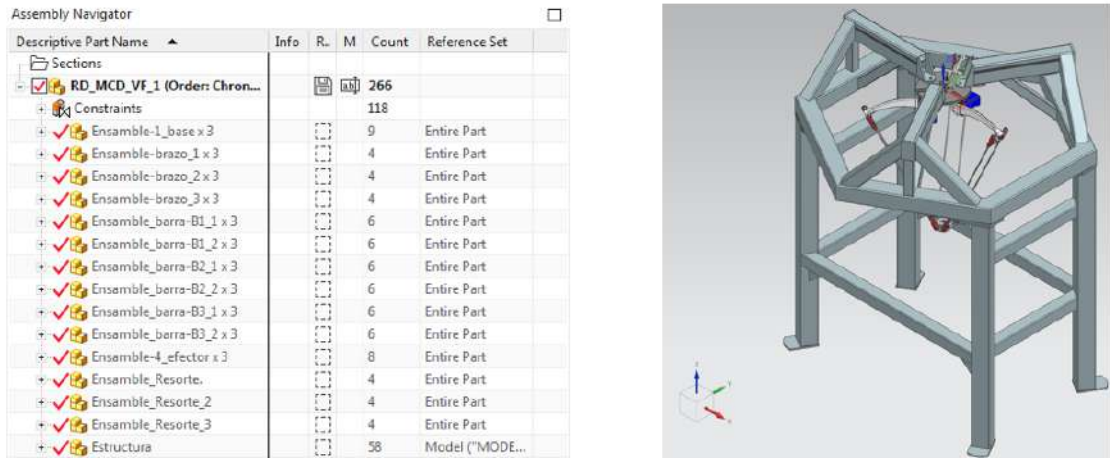 Assembly Navigator
Descriptive Part Name Info R.. M Count Reference Set
Sections
RD_MCD_VF_1 (Order: Chron... 266
Constraints 118
Ensamble-1_base x 3 9 Entire Part
Ensamble-brazo_1 x 3 4 Entire Part
Ensamble-brazo_2 x 3 4 Entire Part
Ensamble-brazo_3 x 3 4 Entire Part
Ensamble_barra-B1_1 x 3 6 Entire Part
Ensamble_barra-B1_2 x 3 6 Entire Part
Ensamble_barra-B2_1 x 3 6 Entire Part
Ensamble_barra-B2_2 x 3 6 Entire Part
Ensamble_barra-B3_1 x 3 6 Entire Part
Ensamble_barra-B3_2 x 3 6 Entire Part
Ensamble-4_efector x 3 8 Entire Part
Ensamble_Resorte. 4 Entire Part
Ensamble_Resorte_2 4 Entire Part
Ensamble_Resorte_3 4 Entire Part
Estructura 58 Model ("MODE...